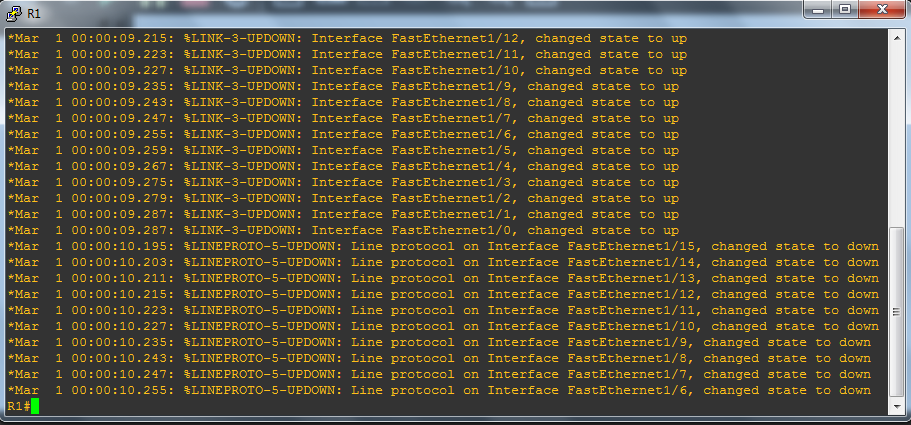 R1
*Mar  1 00:00:09.215: %LINK-3-UPDOWN: Interface FastEthernet1/12, changed state to up
*Mar  1 00:00:09.223: %LINK-3-UPDOWN: Interface FastEthernet1/11, changed state to up
*Mar  1 00:00:09.227: %LINK-3-UPDOWN: Interface FastEthernet1/10, changed state to up
*Mar  1 00:00:09.235: %LINK-3-UPDOWN: Interface FastEthernet1/9, changed state to up
*Mar  1 00:00:09.243: %LINK-3-UPDOWN: Interface FastEthernet1/8, changed state to up
*Mar  1 00:00:09.247: %LINK-3-UPDOWN: Interface FastEthernet1/7, changed state to up
*Mar  1 00:00:09.255: %LINK-3-UPDOWN: Interface FastEthernet1/6, changed state to up
*Mar  1 00:00:09.259: %LINK-3-UPDOWN: Interface FastEthernet1/5, changed state to up
*Mar  1 00:00:09.267: %LINK-3-UPDOWN: Interface FastEthernet1/4, changed state to up
*Mar  1 00:00:09.275: %LINK-3-UPDOWN: Interface FastEthernet1/3, changed state to up
*Mar  1 00:00:09.279: %LINK-3-UPDOWN: Interface FastEthernet1/2, changed state to up
*Mar  1 00:00:09.287: %LINK-3-UPDOWN: Interface FastEthernet1/1, changed state to up
*Mar  1 00:00:09.287: %LINK-3-UPDOWN: Interface FastEthernet1/0, changed state to up
*Mar  1 00:00:10.195: %LINEPROTO-5-UPDOWN: Line protocol on Interface FastEthernet1/15, changed state to down
*Mar  1 00:00:10.203: %LINEPROTO-5-UPDOWN: Line protocol on Interface FastEthernet1/14, changed state to down
*Mar  1 00:00:10.211: %LINEPROTO-5-UPDOWN: Line protocol on Interface FastEthernet1/13, changed state to down
*Mar  1 00:00:10.215: %LINEPROTO-5-UPDOWN: Line protocol on Interface FastEthernet1/12, changed state to down
*Mar  1 00:00:10.223: %LINEPROTO-5-UPDOWN: Line protocol on Interface FastEthernet1/11, changed state to down
*Mar  1 00:00:10.227: %LINEPROTO-5-UPDOWN: Line protocol on Interface FastEthernet1/10, changed state to down
*Mar  1 00:00:10.235: %LINEPROTO-5-UPDOWN: Line protocol on Interface FastEthernet1/9, changed state to down
*Mar  1 00:00:10.243: %LINEPROTO-5-UPDOWN: Line protocol on Interface FastEthernet1/8, changed state to down
*Mar  1 00:00:10.247: %LINEPROTO-5-UPDOWN: Line protocol on Interface FastEthernet1/7, changed state to down
*Mar  1 00:00:10.255: %LINEPROTO-5-UPDOWN: Line protocol on Interface FastEthernet1/6, changed state to down
R1#